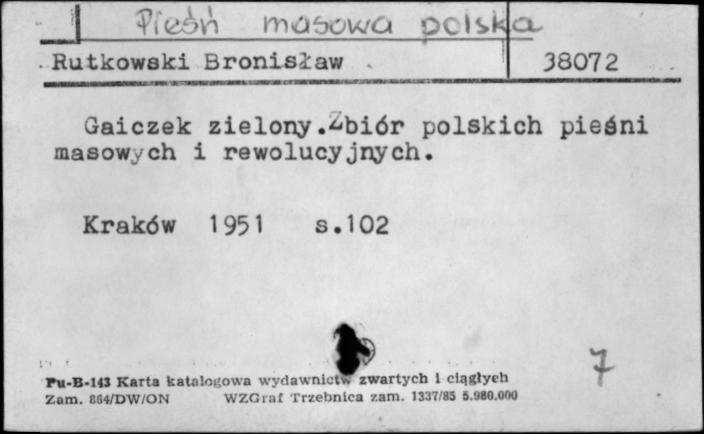 Pieśń masowa polska
Rutkowski Bronisław 38072
Gaiczek zielony.Zbiór polskich pieśni
masowych i rewolucyjnych.
Kraków 1951 s.102
7
Pu-B-143 Karta katalogowa wydawnictw zwartych i ciągłych
Zam. 864/DW/ON WZGraf Trzebnica zam. 1337/85 5.980.000